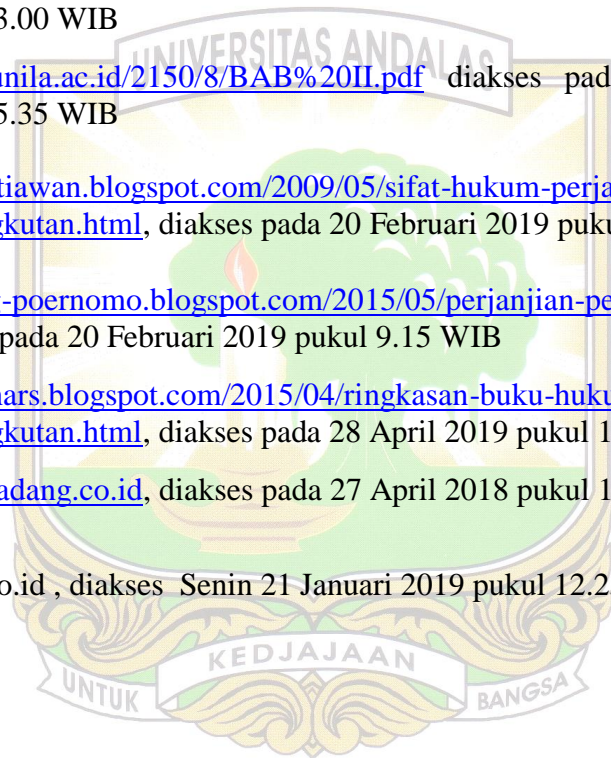 3.00 WIB
UNIVERSITAS ANDALAS
unila.ac.id/2150/8/BAB%20II.pdf diakses pad
5.35 WIB
tiawan.blogspot.com/2009/05/sifat-hukum-perja
gkutan.html, diakses pada 20 Februari 2019 puku
-poernomo.blogspot.com/2015/05/perjanjian-pe
pada 20 Februari 2019 pukul 9.15 WIB
nars.blogspot.com/2015/04/ringkasan-buku-huku
gkutan.html, diakses pada 28 April 2019 pukul 1
adang.co.id, diakses pada 27 April 2018 pukul 1
o.id , diakses Senin 21 Januari 2019 pukul 12.2
KEDJAJAAN
UNTUK BANGSA